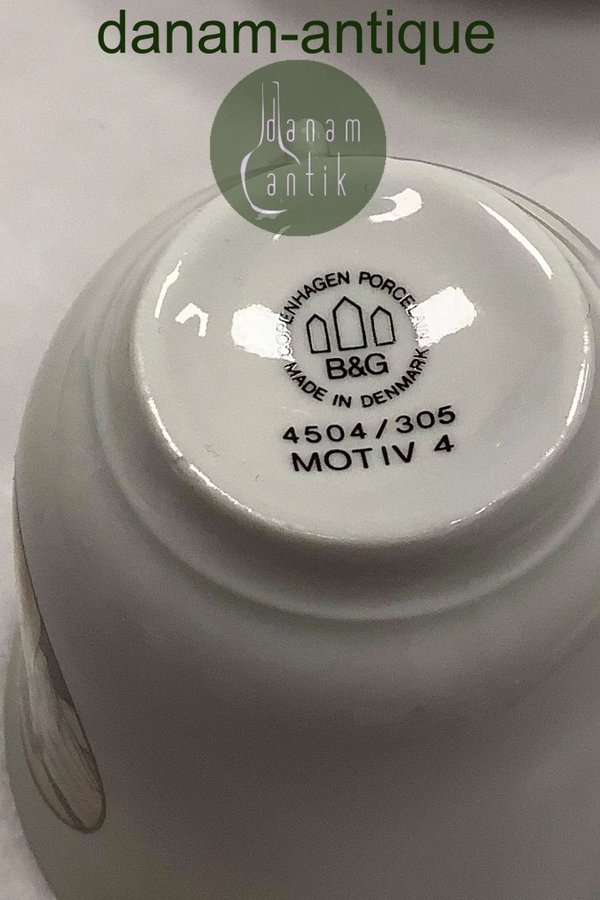 danam-antique
danam
antik
COPENHAGEN PORCELAIN
B&G
MADE IN DENMARK
4504/305
MOTIV 4